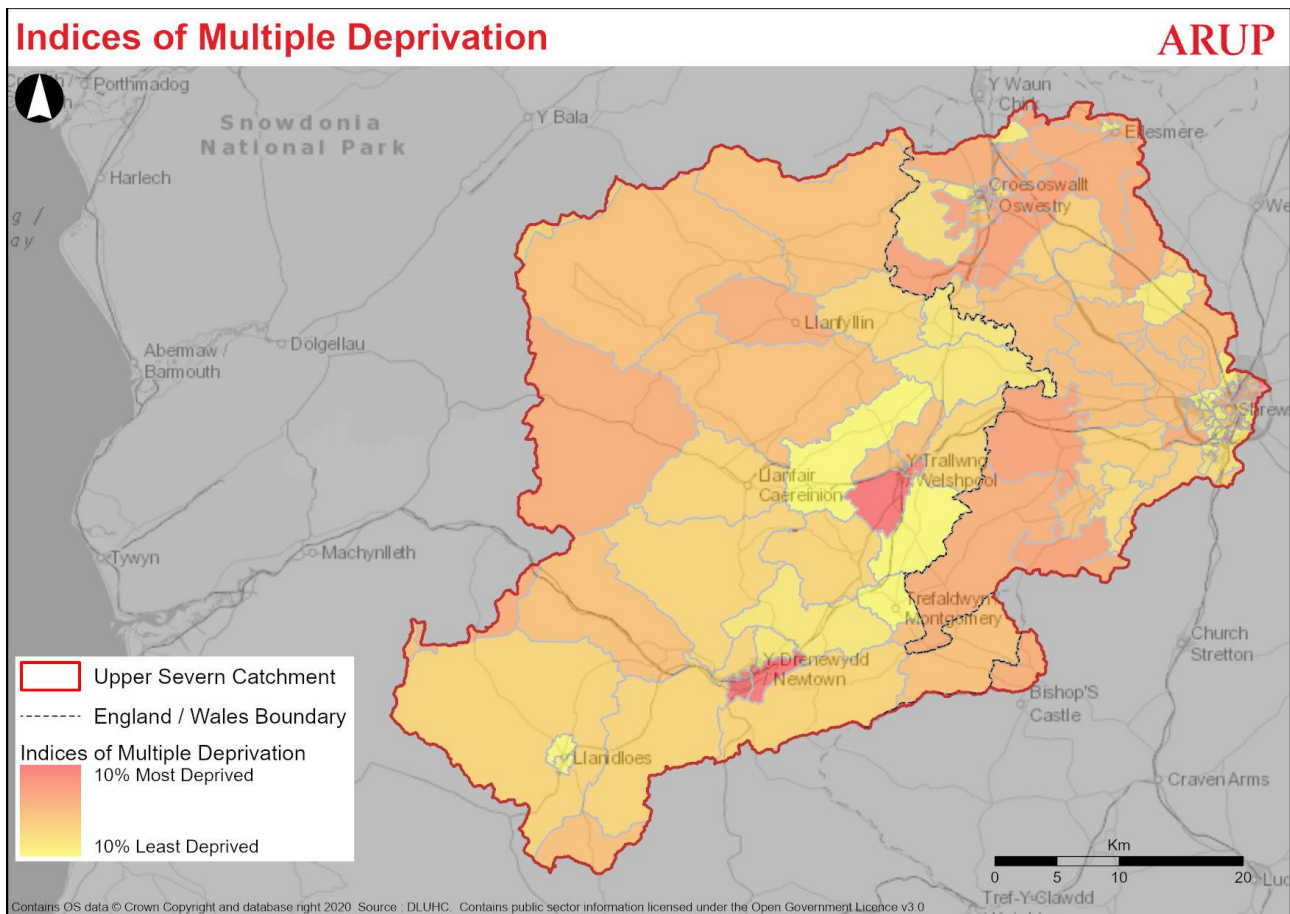 Indices of Multiple Deprivation
ARUP
Porthmadog
Y Waun
/ Chirk
Snowdonia
National Park
Y Bala
Ellesmere
Harlech
Croesoswallt
/ Oswestry
Llanfyllin
Dolgellau
Abermaw /
Barmouth
Y Trallwng
/ Welshpool
Llanfair
Caereinion
Machynlleth
Tywyn
Trefaldwyn
Montgomery
Church
Stretton
Y Drenewydd
/ Newtown
Bishop'S
Castle
Llanidloes
Craven Arms
Upper Severn Catchment
England / Wales Boundary
Indices of Multiple Deprivation
10% Most Deprived
10% Least Deprived
Km
0 5 10 20
Tref-Y-Clawdd
Contains OS data © Crown Copyright and database right 2020 Source : DLUHC. Contains public sector information licensed under the Open Government Licence v3.0